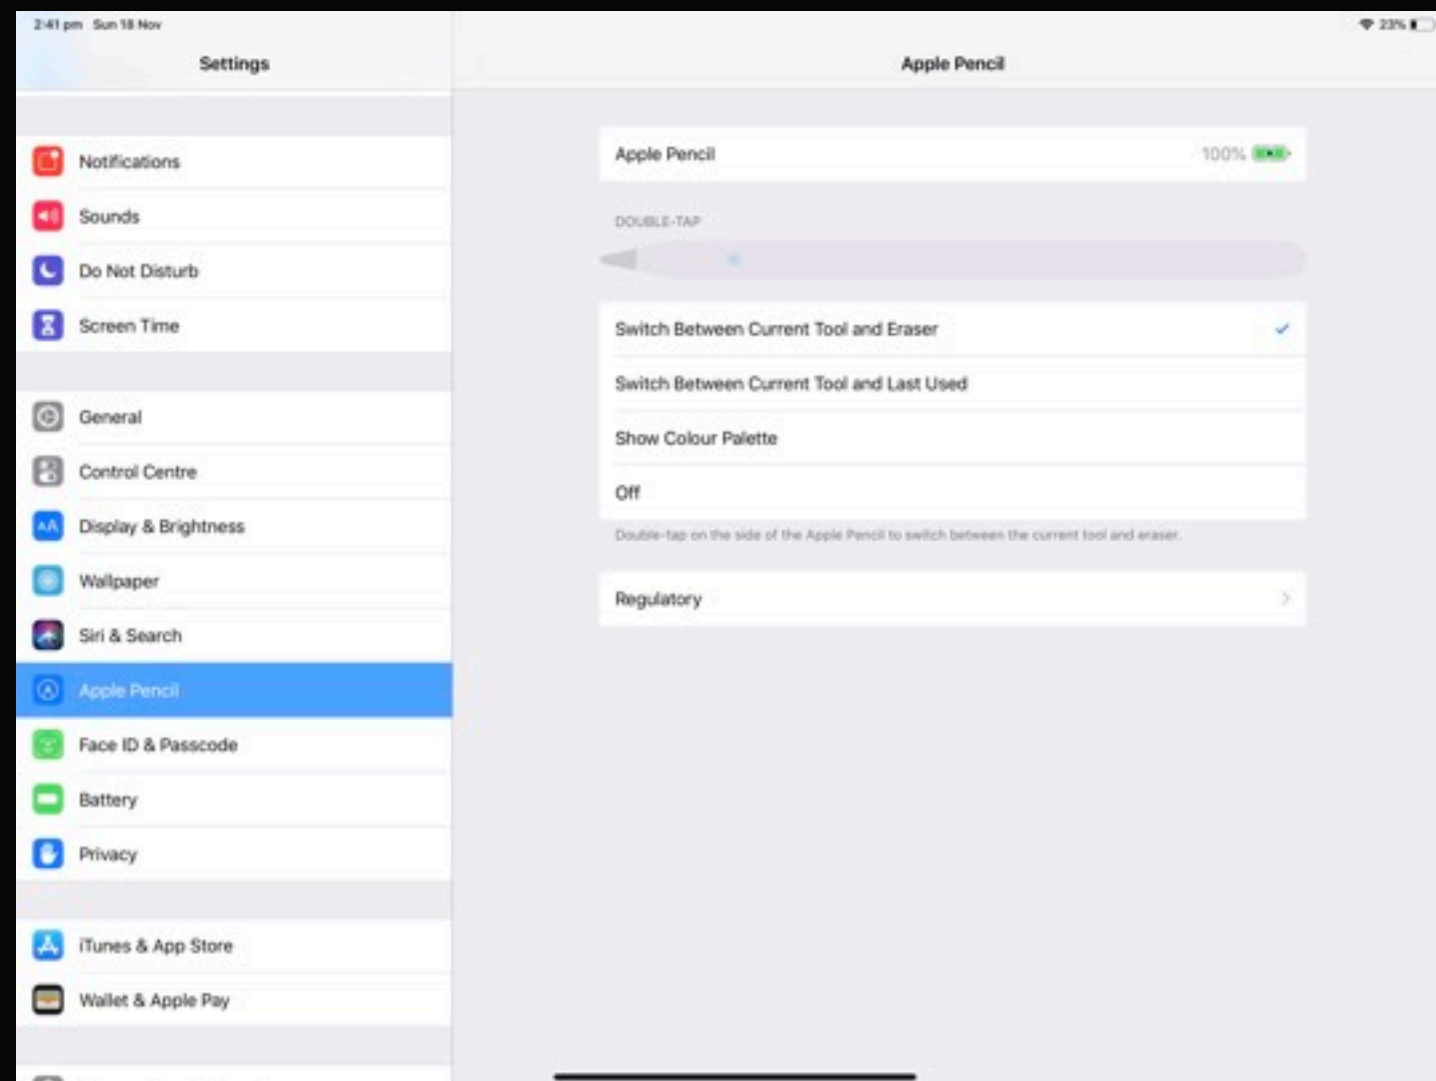 2:41 pm Sun 18 Nov
23%
Settings
Apple Pencil
Notifications
Sounds
Do Not Disturb
Screen Time
General
Control Centre
Display & Brightness
Wallpaper
Siri & Search
Apple Pencil
Face ID & Passcode
Battery
Privacy
iTunes & App Store
Wallet & Apple Pay
Apple Pencil 100%
DOUBLE-TAP
Switch Between Current Tool and Eraser
Switch Between Current Tool and Last Used
Show Colour Palette
Off
Double-tap on the side of the Apple Pencil to switch between the current tool and eraser.
Regulatory